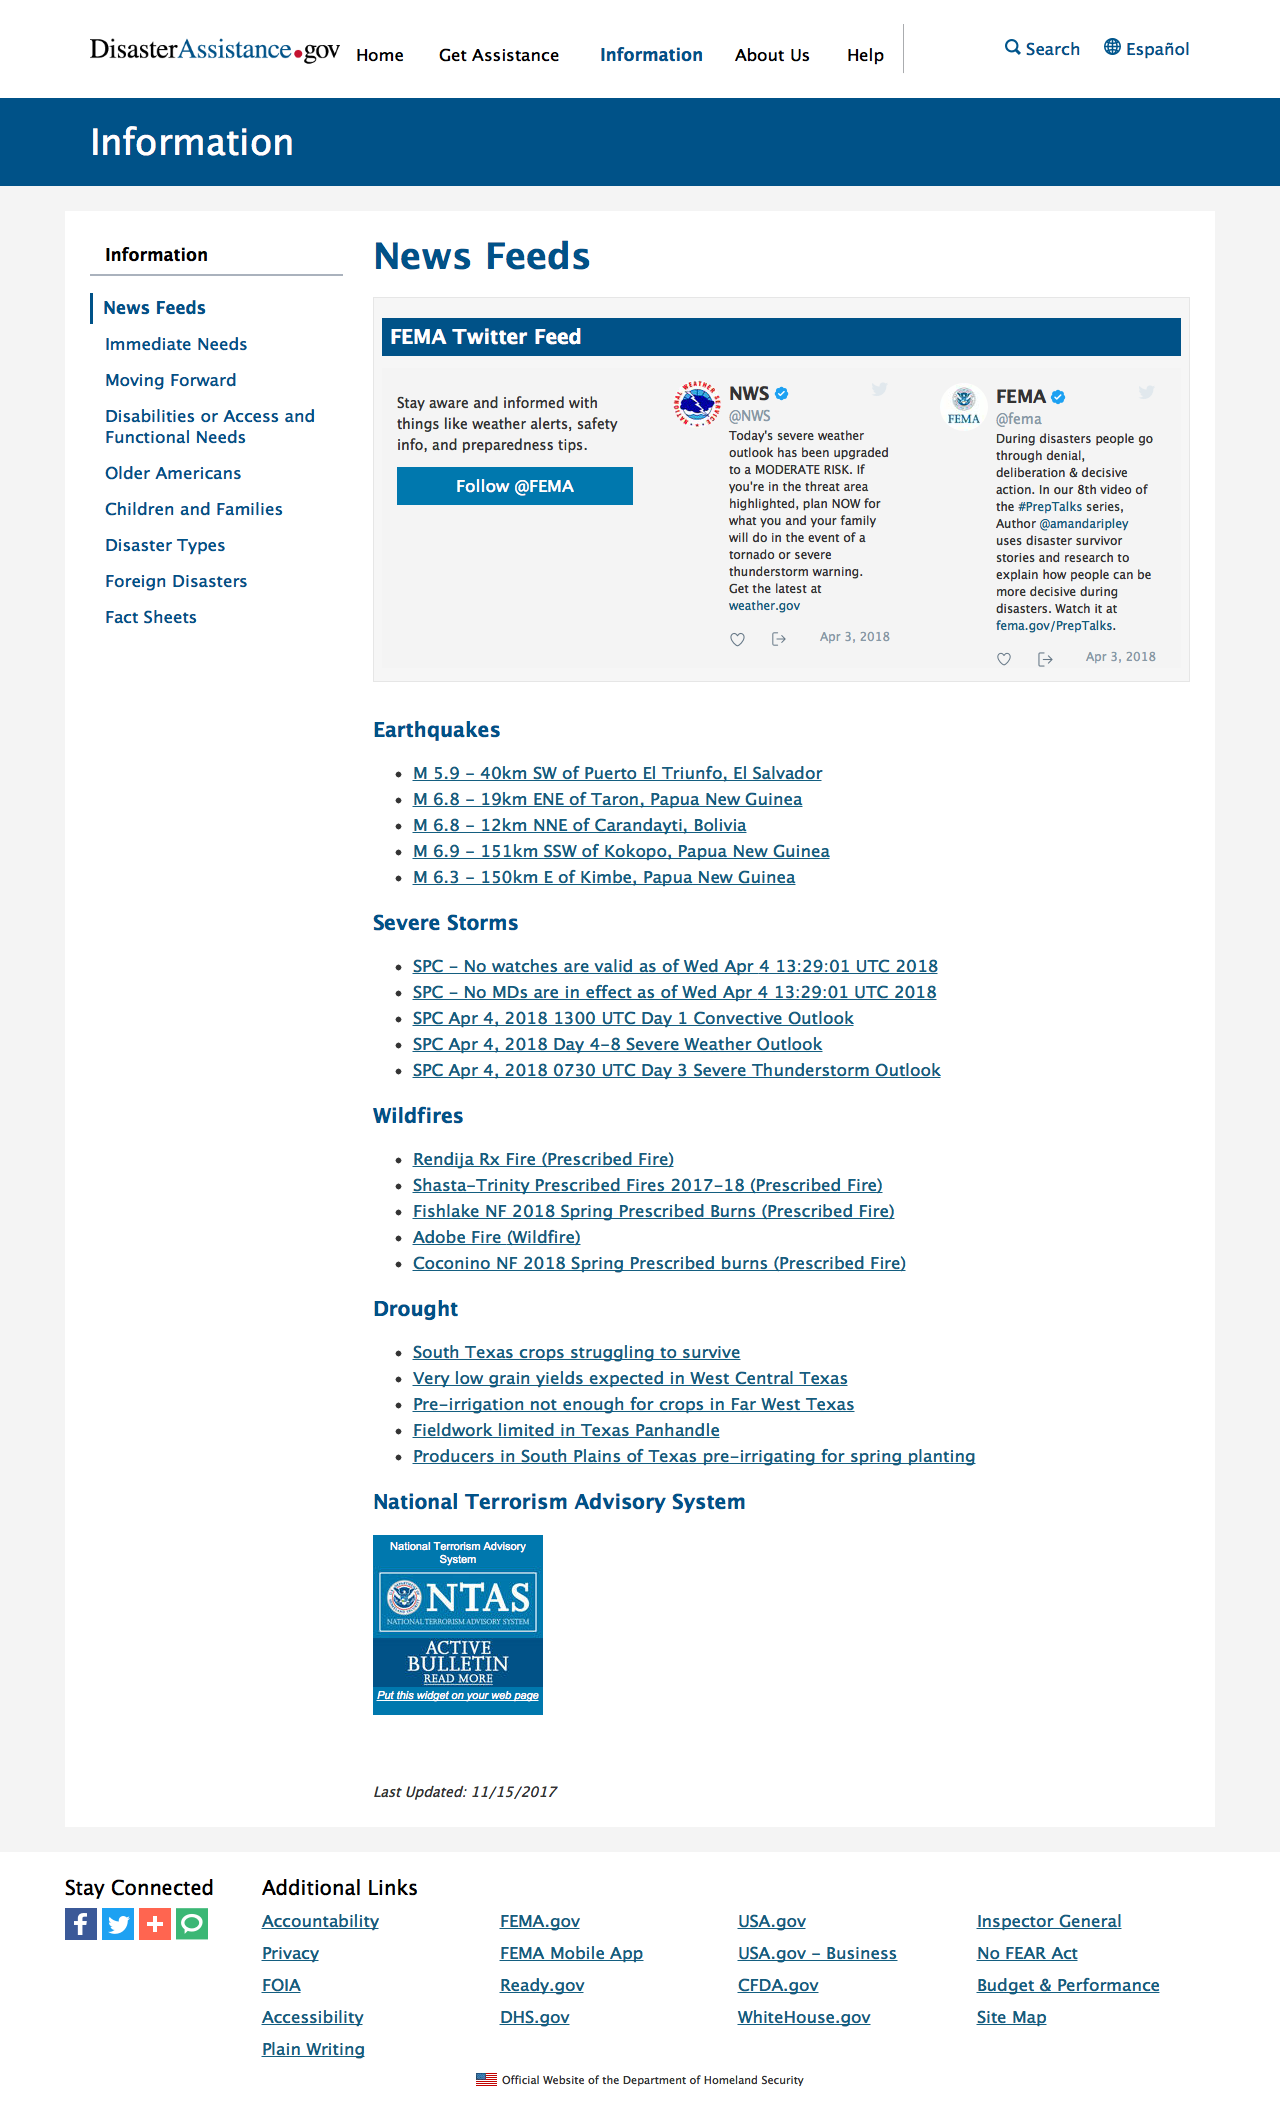 DisasterAssistance.gov
Home
Get Assistance
Information
About Us
Help
Search
Español
Information
Information
News Feeds
Immediate Needs
Moving Forward
Disabilities or Access and
Functional Needs
Older Americans
Children and Families
Disaster Types
Foreign Disasters
Fact Sheets
News Feeds
FEMA Twitter Feed
Stay aware and informed with
things like weather alerts, safety
info, and preparedness tips.
Follow @FEMA
NWS
@NWS
Today's severe weather
outlook has been upgraded
to a MODERATE RISK. If
you're in the threat area
highlighted, plan NOW for
what you and your family
will do in the event of a
tornado or severe
thunderstorm warning.
Get the latest at
weather.gov
Apr 3, 2018
FEMA
FEMA
@fema
During disasters people go
through denial,
deliberation & decisive
action. In our 8th video of
the #PrepTalks series,
Author @amandaripley
uses disaster survivor
stories and research to
explain how people can be
more decisive during
disasters. Watch it at
fema.gov/PrepTalks.
Apr 3, 2018
Earthquakes
M 5.9 - 40km SW of Puerto El Triunfo, El Salvador
M 6.8 - 19km ENE of Taron, Papua New Guinea
M 6.8 - 12km NNE of Carandayti, Bolivia
M 6.9 - 151km SSW of Kokopo, Papua New Guinea
M 6.3 - 150km E of Kimbe, Papua New Guinea
Severe Storms
SPC - No watches are valid as of Wed Apr 4 13:29:01 UTC 2018
SPC - No MDs are in effect as of Wed Apr 4 13:29:01 UTC 2018
SPC Apr 4, 2018 1300 UTC Day 1 Convective Outlook
SPC Apr 4, 2018 Day 4-8 Severe Weather Outlook
SPC Apr 4, 2018 0730 UTC Day 3 Severe Thunderstorm Outlook
Wildfires
Rendija Rx Fire (Prescribed Fire)
Shasta-Trinity Prescribed Fires 2017-18 (Prescribed Fire)
Fishlake NF 2018 Spring Prescribed Burns (Prescribed Fire)
Adobe Fire (Wildfire)
Coconino NF 2018 Spring Prescribed burns (Prescribed Fire)
Drought
South Texas crops struggling to survive
Very low grain yields expected in West Central Texas
Pre-irrigation not enough for crops in Far West Texas
Fieldwork limited in Texas Panhandle
Producers in South Plains of Texas pre-irrigating for spring planting
National Terrorism Advisory System
National Terrorism Advisory
System
NTAS
NATIONAL TERRORISM ADVISORY SYSTEM
ACTIVE
BULLETIN
READ MORE
Put this widget on your web page
Last Updated: 11/15/2017
Stay Connected
Additional Links
Accountability
Privacy
FOIA
Accessibility
Plain Writing
FEMA.gov
FEMA Mobile App
Ready.gov
DHS.gov
USA.gov
USA.gov - Business
CFDA.gov
WhiteHouse.gov
Inspector General
No FEAR Act
Budget & Performance
Site Map
Official Website of the Department of Homeland Security